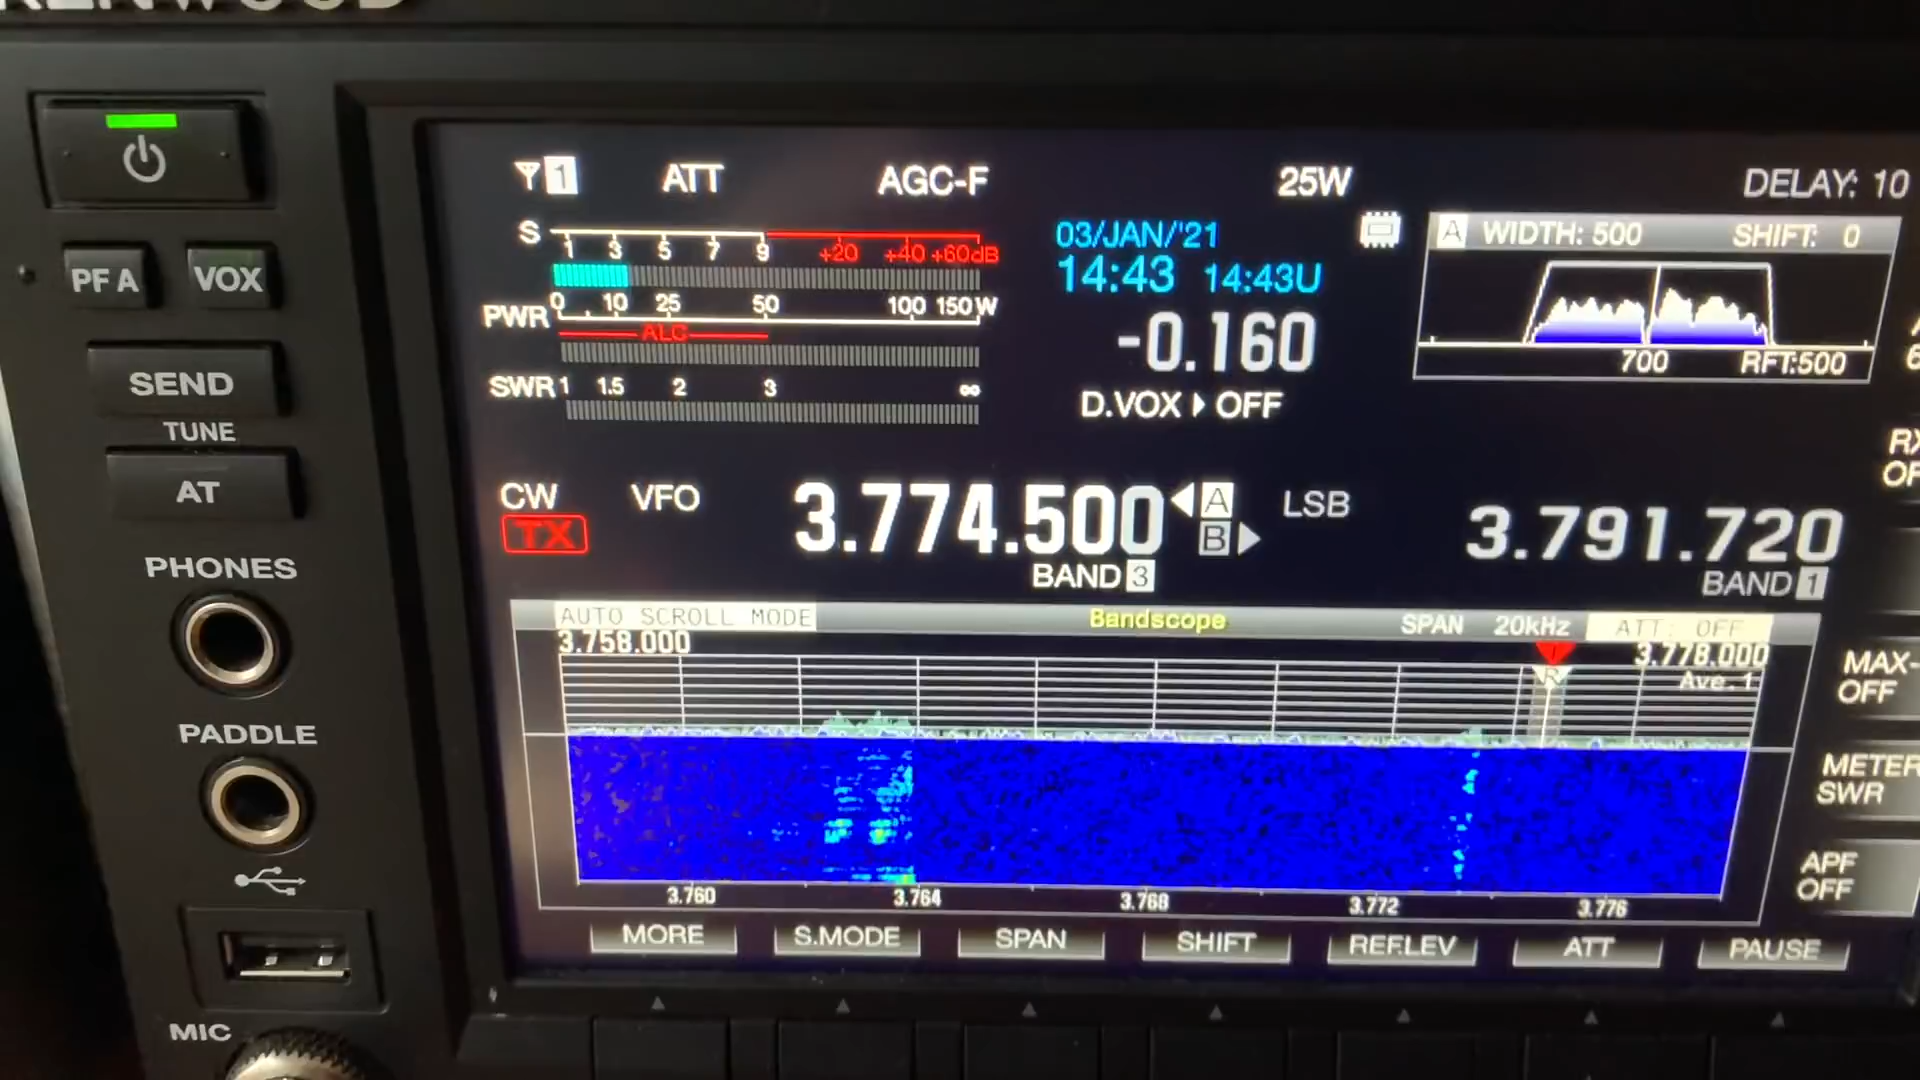 KENWOOD
1 ATT AGC-F 25W DELAY: 10
S 1 3 5 7 9 +20 +40 +60dB
03/JAN/'21
A WIDTH: 500 SHIFT: 0
PF A VOX
14:43 14:43U
PWR 0 10 25 50 100 150 W
ALC
-0.160
700 RFT:500
SEND
SWR 1 1.5 2 3 ∞
D.VOX OFF
TUNE
AT
CW VFO 3.774.500 A LSB 3.791.720
TX B
BAND 3 BAND 1
PHONES
AUTO SCROLL MODE Bandscope SPAN 20kHz ATT: OFF
3.758.000 T 3.778.000
R Ave.1
MAX-
OFF
PADDLE
METER
SWR
APF
OFF
3.760 3.764 3.768 3.772 3.776
MORE S.MODE SPAN SHIFT REF.LEV ATT PAUSE
MIC